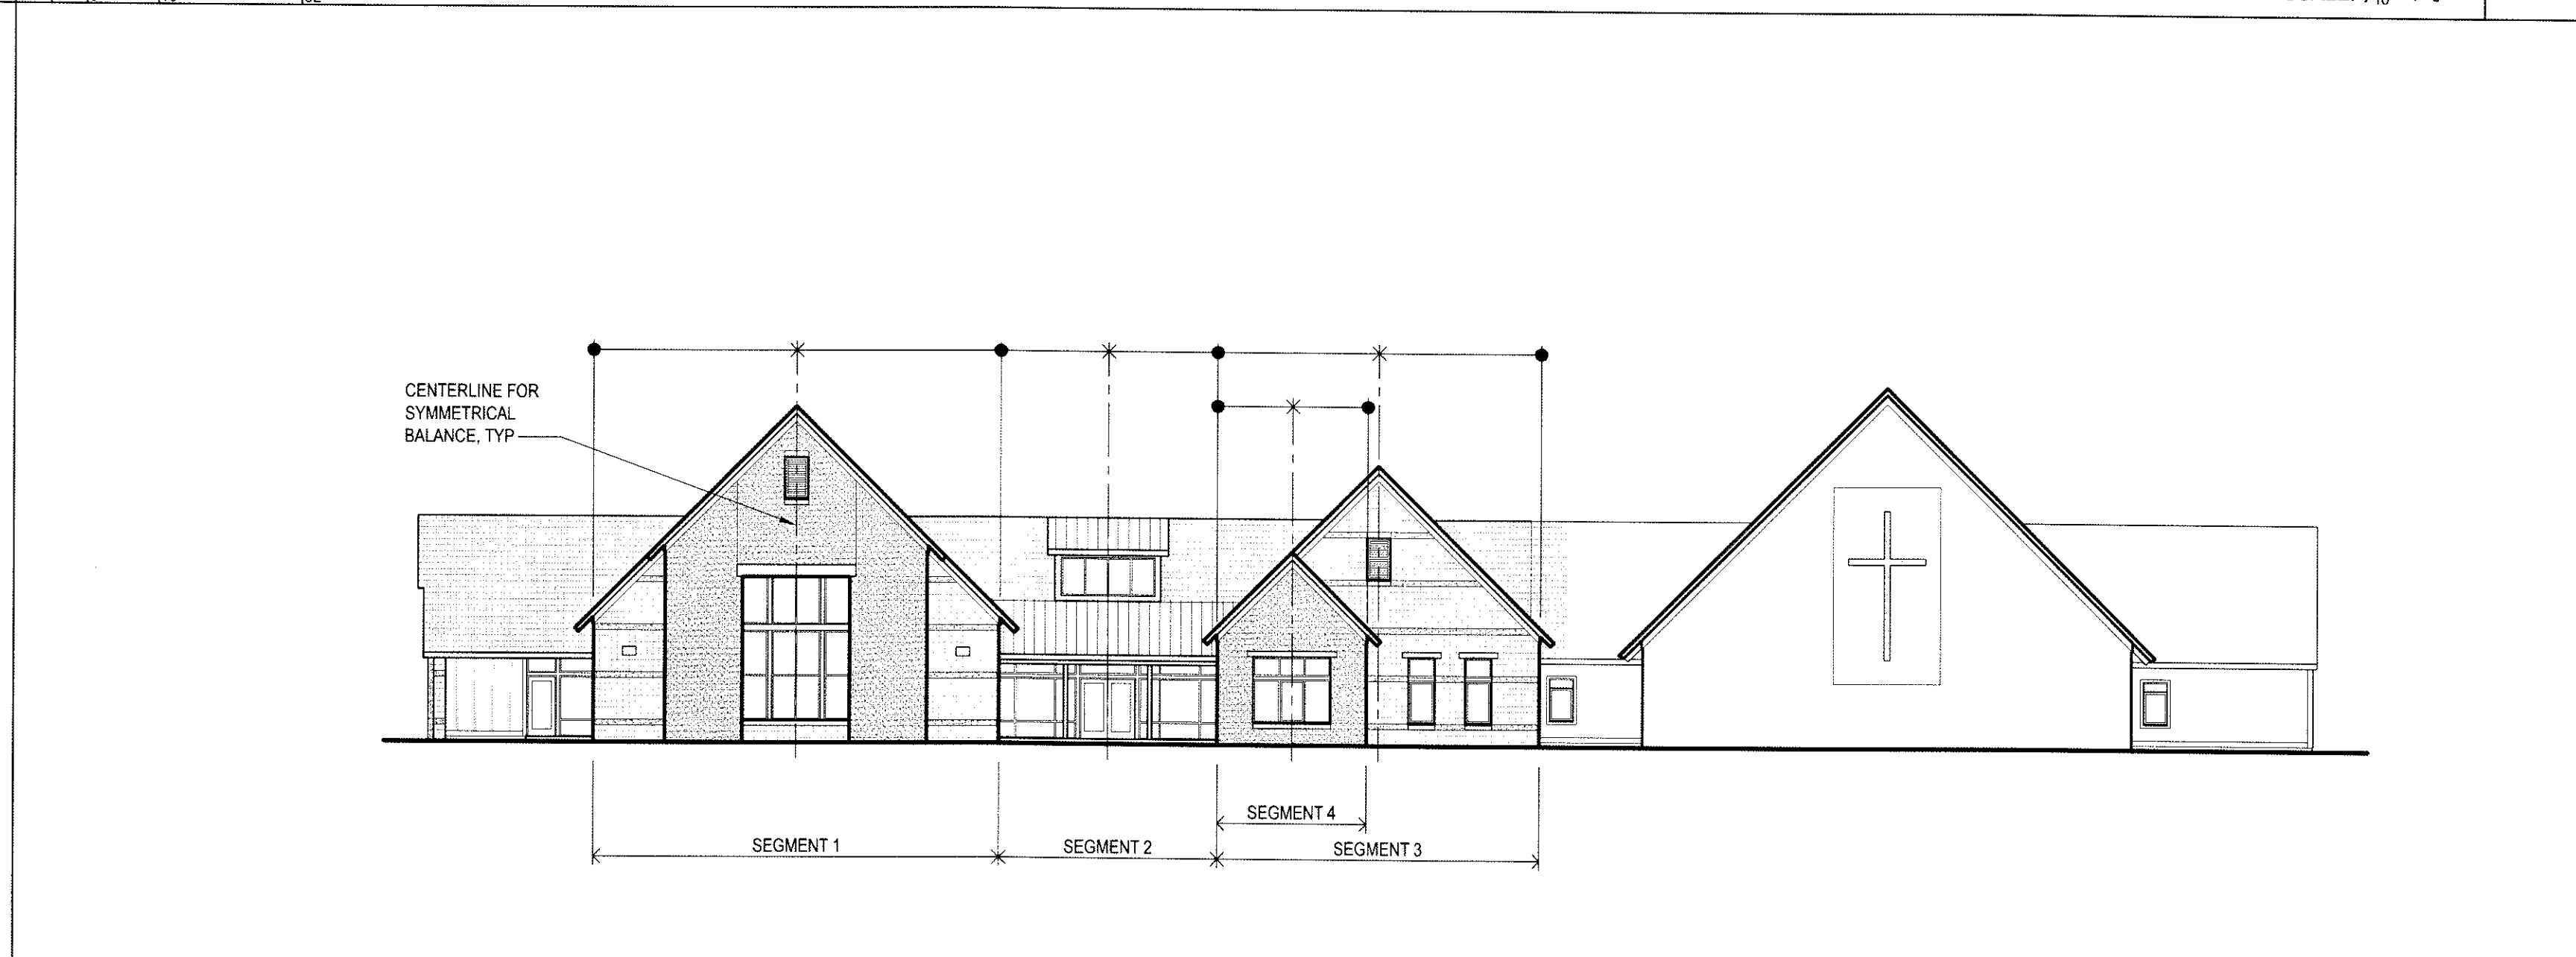 CENTERLINE FOR
SYMMETRICAL
BALANCE, TYP
SEGMENT 4
SEGMENT 1
SEGMENT 2
SEGMENT 3